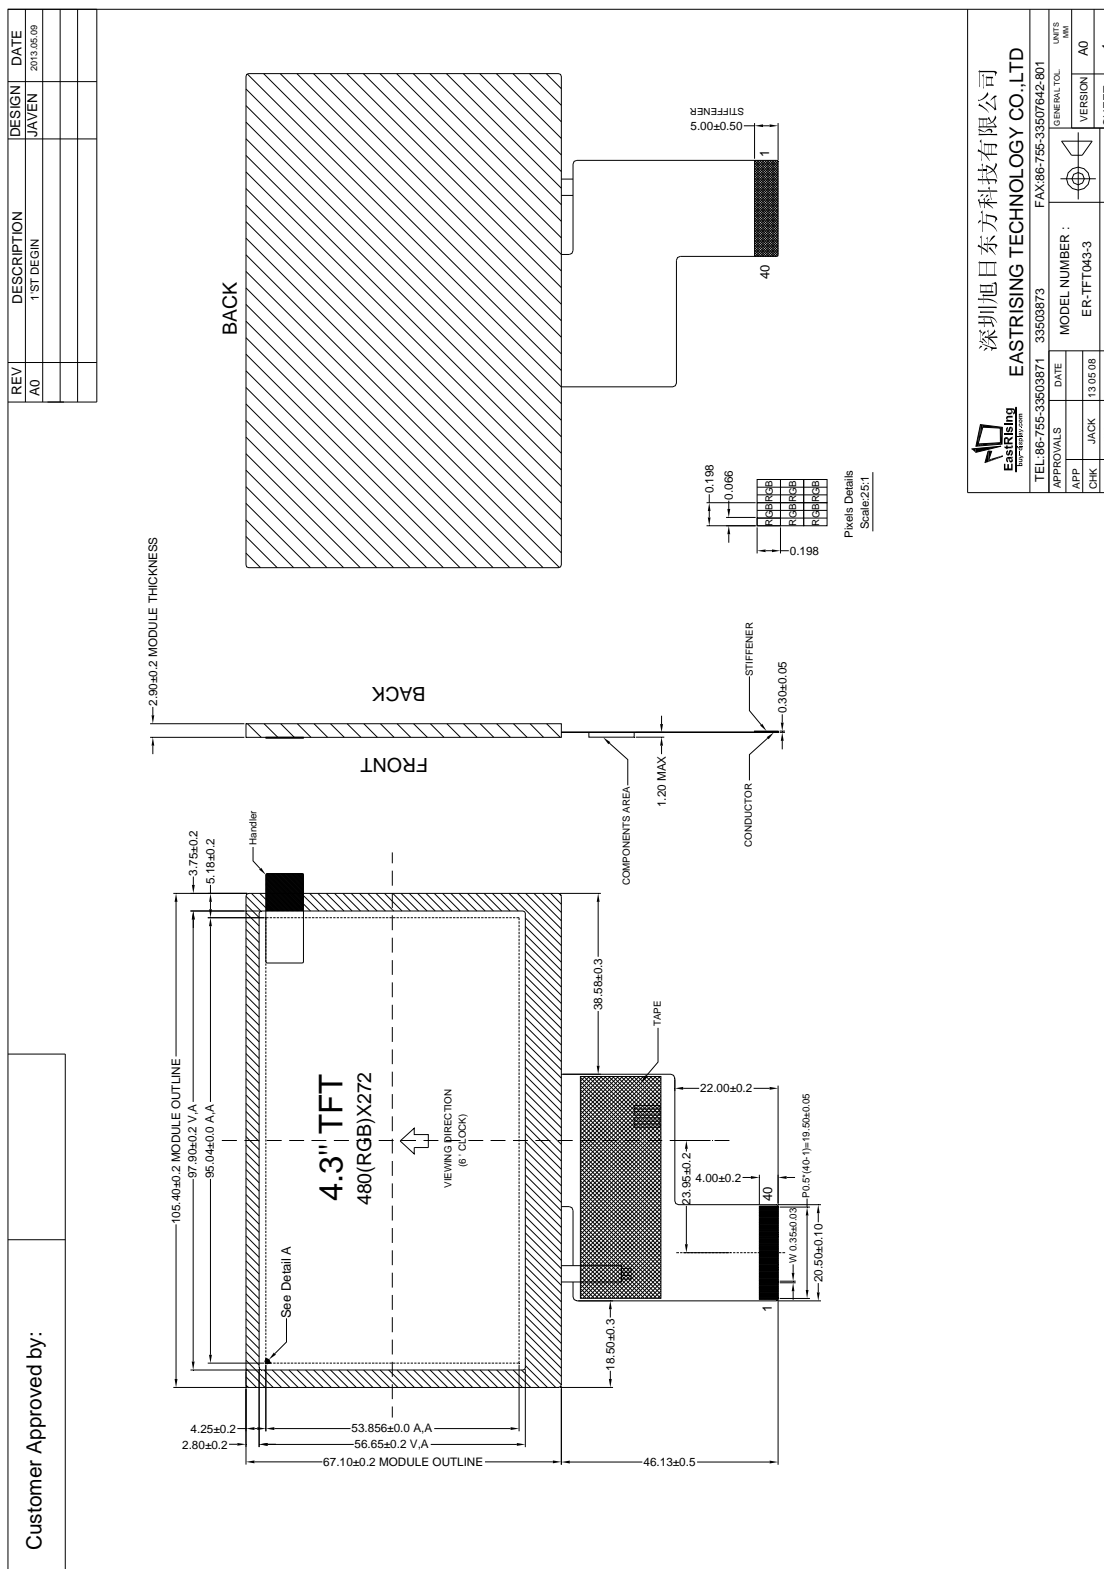 REV
DESCRIPTION
DESIGN
DATE
A0
1'ST DEGIN
JAVEN
2013.05.09
Customer Approved by:
BACK
STIFFENER
5.00±0.50
1
40
0.198
0.066
RGBRGB
RGBRGB
RGBRGB
0.198
Pixels Details
Scale:25:1
2.90±0.2 MODULE THICKNESS
BACK
FRONT
COMPONENTS AREA
1.20 MAX
STIFFENER
CONDUCTOR
0.30±0.05
Handler
3.75±0.2
5.18±0.2
105.40±0.2 MODULE OUTLINE
97.90±0.2 V,A
95.04±0.0 A,A
4.3" TFT
480(RGB)X272
VIEWING DIRECTION
(6 ' CLOCK)
See Detail A
38.58±0.3
TAPE
22.00±0.2
23.95±0.2
4.00±0.2
40
1
P0.5*(40-1)=19.50±0.05
W 0.35±0.03
20.50±0.10
18.50±0.3
4.25±0.2
2.80±0.2
53.856±0.0 A,A
56.65±0.2 V,A
67.10±0.2 MODULE OUTLINE
46.13±0.5
EastRising
buy-display.com
深圳旭日东方科技有限公司
EASTRISING TECHNOLOGY CO.,LTD
TEL:86-755-33503871 33503873
FAX:86-755-33507642-801
APPROVALS
DATE
MODEL NUMBER :
ER-TFT043-3
GENERAL TOL.
UNITS
MM
APP
CHK
JACK
13 05 08
VERSION
A0